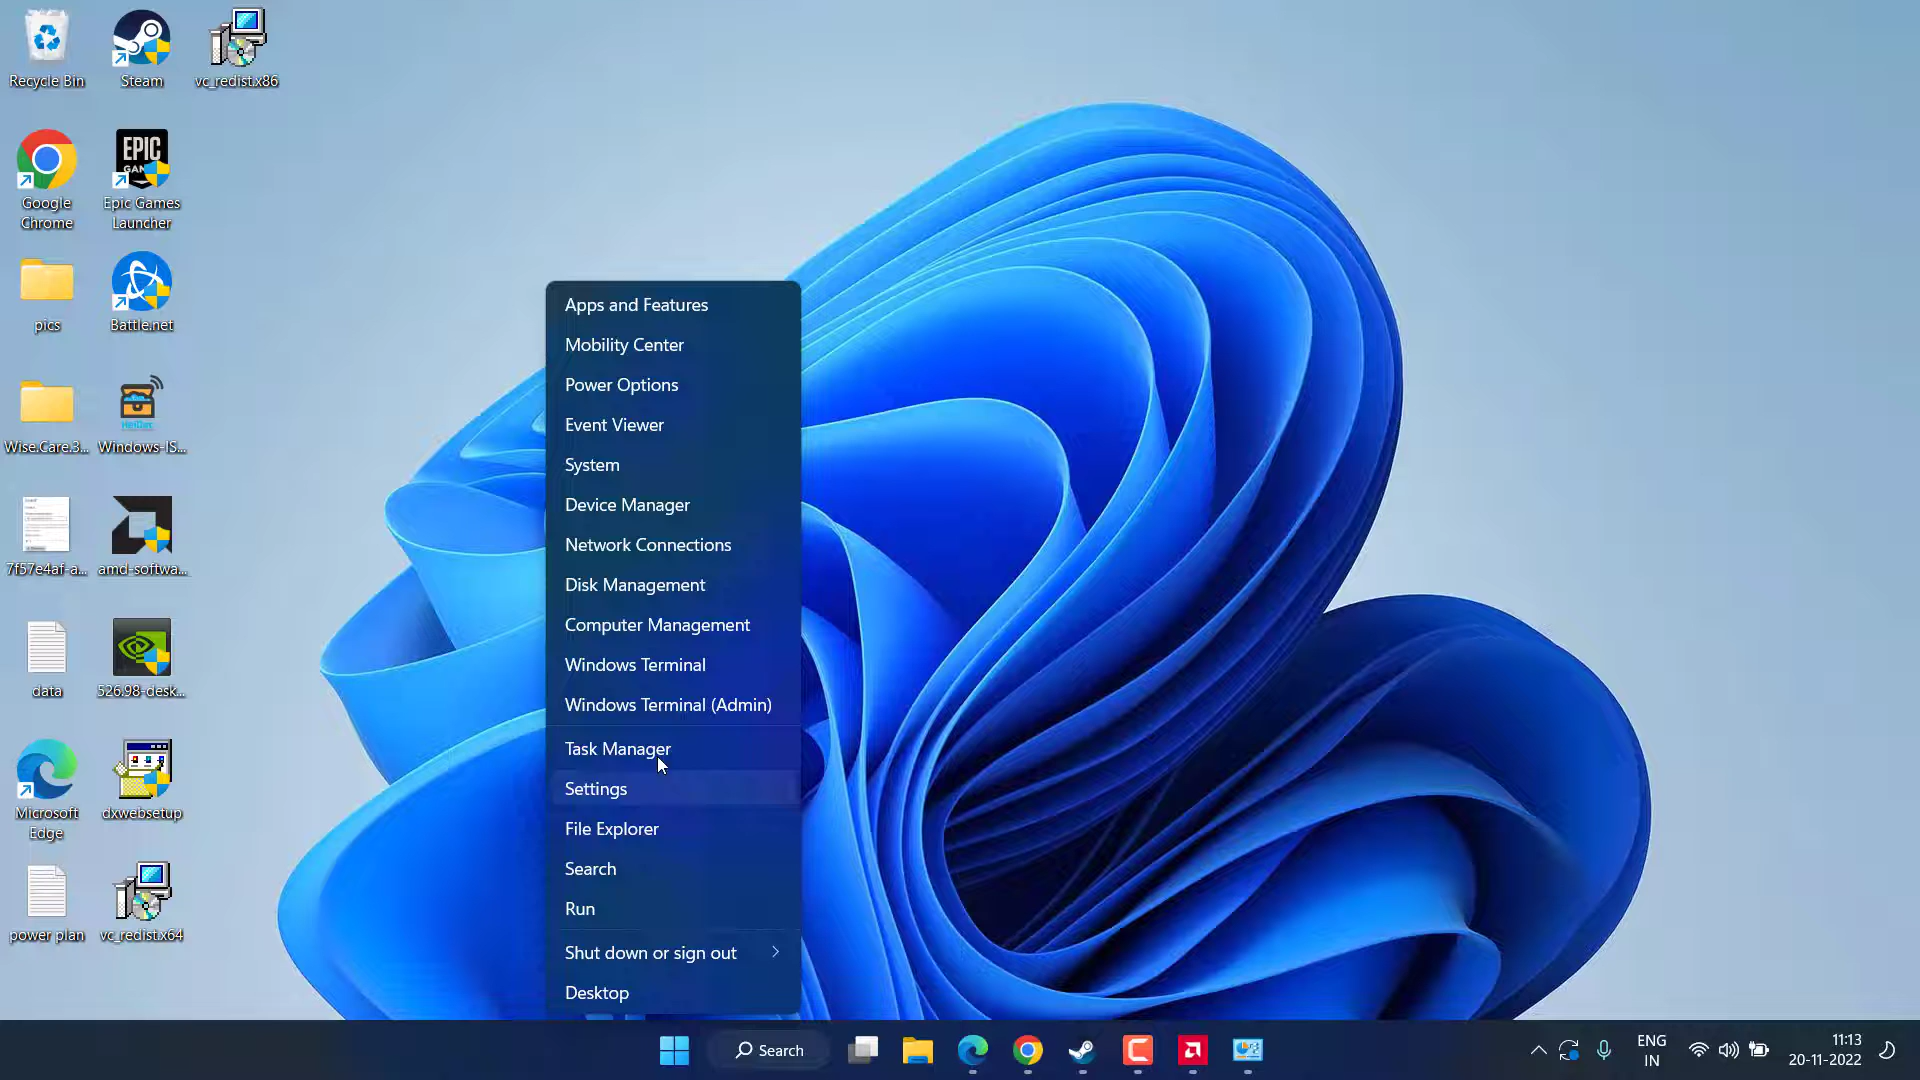 Recycle Bin
Steam
vc_redist.x86
Google
Chrome
EPIC
Epic Games
Launcher
pics
Battle.net
Wise.Care.3...
Windows-IS...
7f57e4af-a...
amd-softwa...
data
526.98-desk...
Microsoft
Edge
dxwebsetup
power plan
vc_redist.x64
Apps and Features
Mobility Center
Power Options
Event Viewer
System
Device Manager
Network Connections
Disk Management
Computer Management
Windows Terminal
Windows Terminal (Admin)
Task Manager
Settings
File Explorer
Search
Run
Shut down or sign out
Desktop
Search
ENG
IN
11:13
20-11-2022